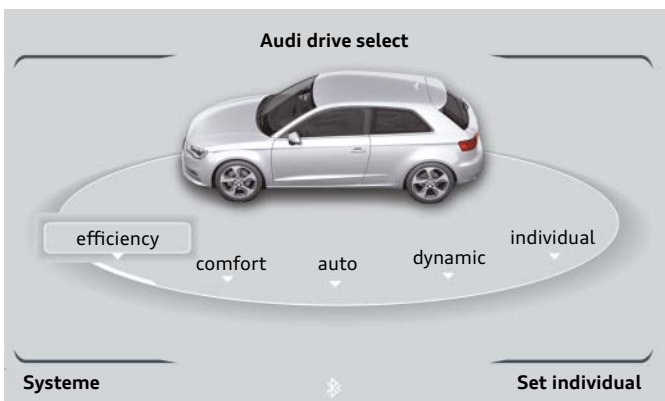 Audi drive select
efficiency
comfort
auto
dynamic
individual
Systeme
Set individual